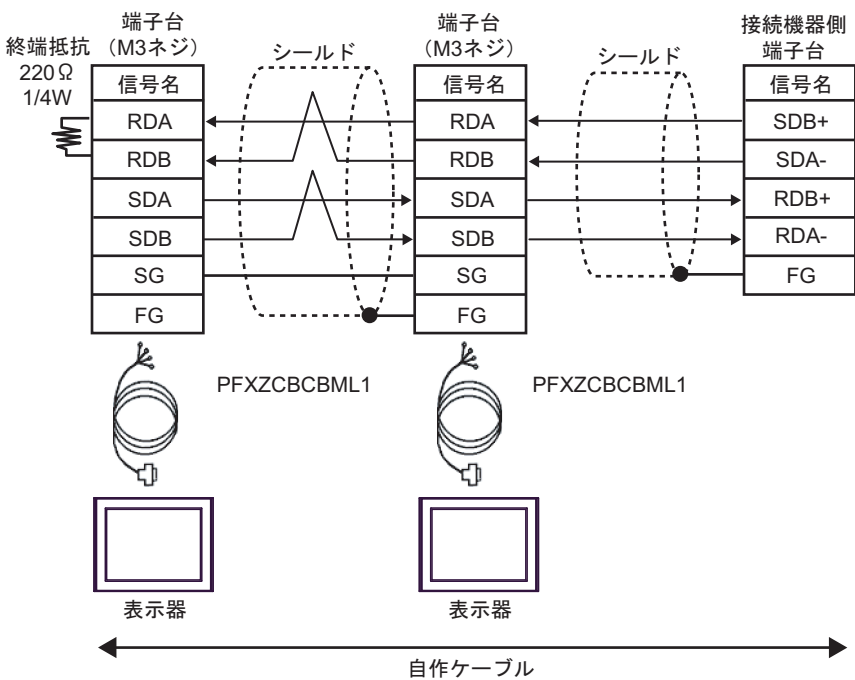 終端抵抗
220Ω
1/4W
端子台
(M3ネジ)
信号名
RDA
RDB
SDA
SDB
SG
FG
シールド
端子台
(M3ネジ)
信号名
RDA
RDB
SDA
SDB
SG
FG
シールド
接続機器側
端子台
信号名
SDB+
SDA-
RDB+
RDA-
FG
PFXZCBCBML1
PFXZCBCBML1
表示器
表示器
自作ケーブル